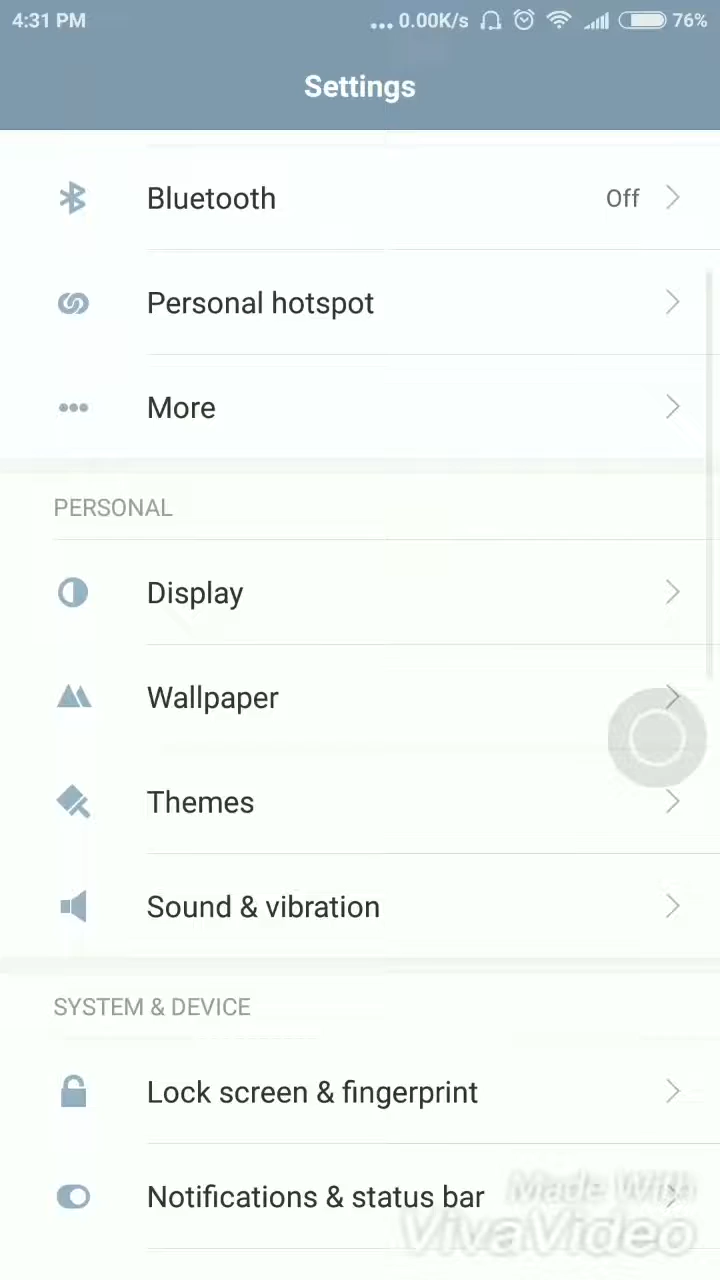 4:31 PM ... 0.00K/s 76%
Settings
Bluetooth Off
Personal hotspot
More
PERSONAL
Display
Wallpaper
Themes
Sound & vibration
SYSTEM & DEVICE
Lock screen & fingerprint
Notifications & status bar
Made With
VivaVideo